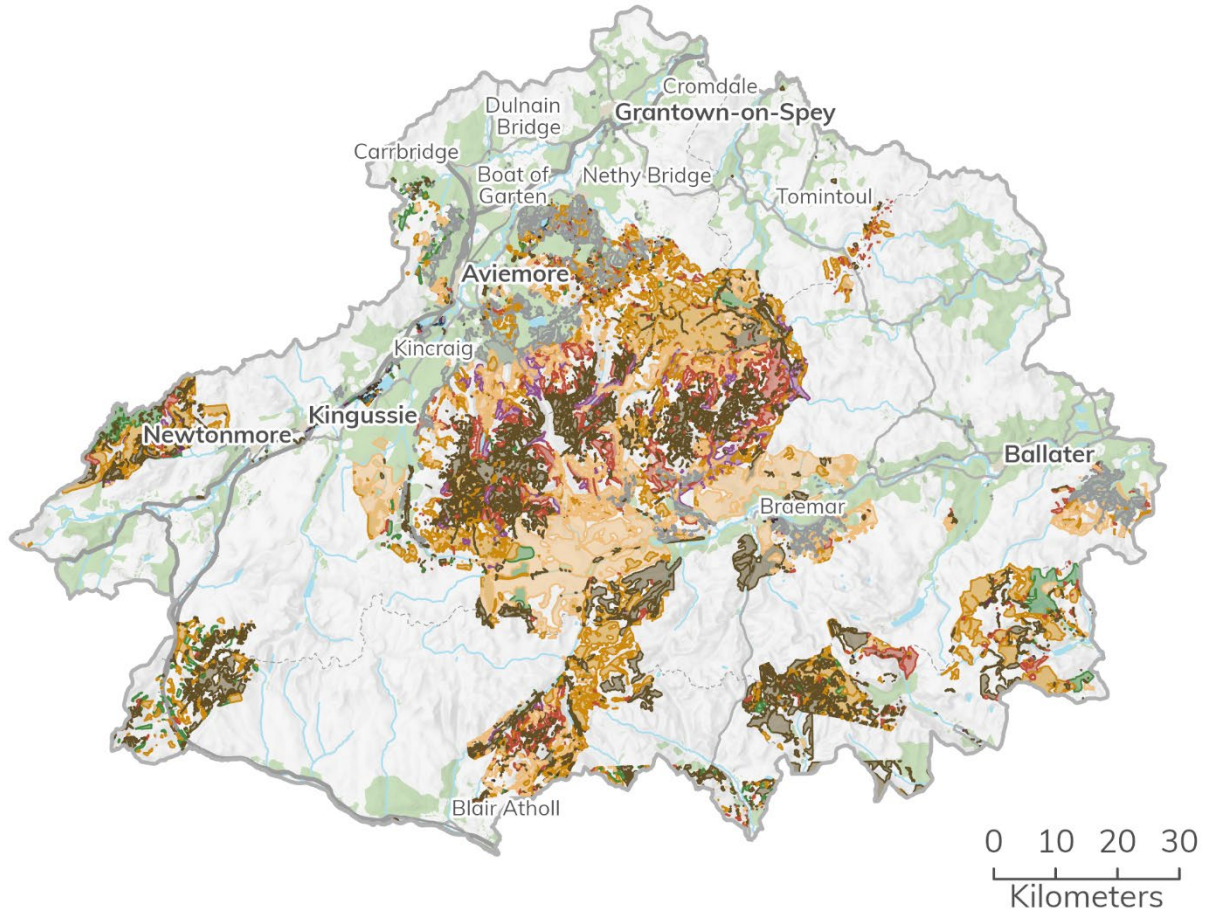 Cromdale
Grantown-on-Spey
Dulnain
Bridge
Carrbridge
Boat of
Garten
Nethy Bridge
Tomintoul
Aviemore
Kincraig
Kingussie
Newtonmore
Ballater
Braemar
Blair Atholl
0 10 20 30
Kilometers